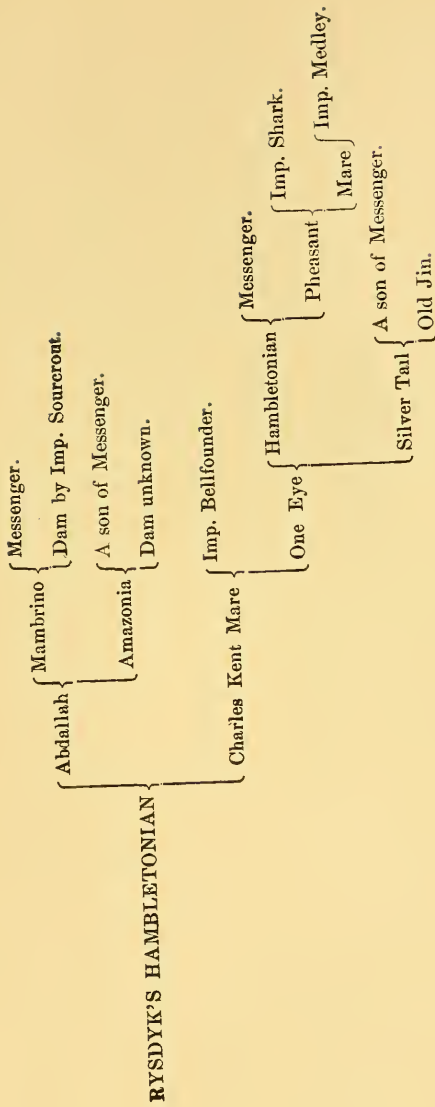 RYSDYK'S HAMBLETONIAN
Abdallah
Mambrino
Messenger.
Dam by Imp. Sourcrout.
Amazonia
A son of Messenger.
Dam unknown.
Charles Kent Mare
Imp. Bellfounder.
One Eye
Hambletonian
Messenger.
Pheasant
Imp. Shark.
Mare
Imp. Medley.
Silver Tail
A son of Messenger.
Old Jin.